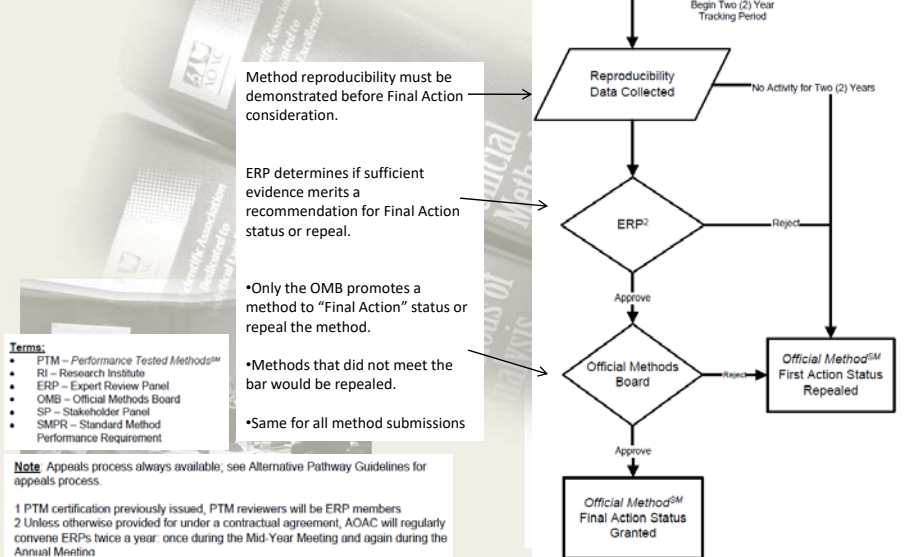 Begin Two (2) Year
Tracking Period
Method reproducibility must be
demonstrated before Final Action
consideration.
Reproducibility
Data Collected
No Activity for Two (2) Years
ERP determines if sufficient
evidence merits a
recommendation for Final Action
status or repeal.
ERP2
Reject
Approve
•Only the OMB promotes a
method to “Final Action” status or
repeal the method.
•Methods that did not meet the
bar would be repealed.
•Same for all method submissions
Official Methods
Board
Reject
Official MethodSM
First Action Status
Repealed
Approve
Official MethodSM
Final Action Status
Granted
Terms:
• PTM – Performance Tested MethodsSM
• RI – Research Institute
• ERP – Expert Review Panel
• OMB – Official Methods Board
• SP – Stakeholder Panel
• SMPR – Standard Method
Performance Requirement
Note: Appeals process always available; see Alternative Pathway Guidelines for
appeals process.
1 PTM certification previously issued, PTM reviewers will be ERP members
2 Unless otherwise provided for under a contractual agreement, AOAC will regularly
convene ERPs twice a year: once during the Mid-Year Meeting and again during the
Annual Meeting
AOAC